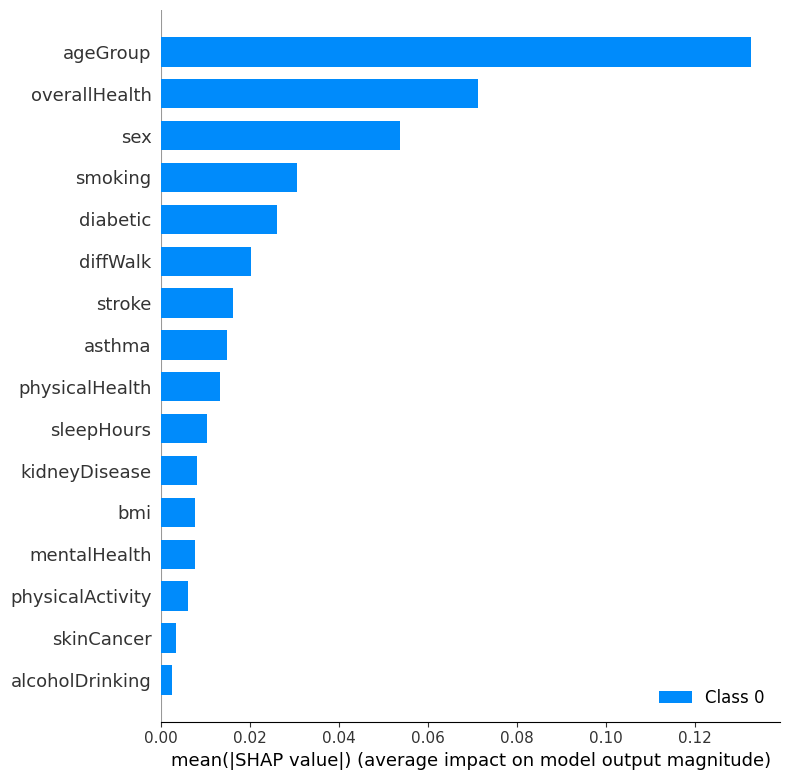 ageGroup
overallHealth
sex
smoking
diabetic
diffWalk
stroke
asthma
physicalHealth
sleepHours
kidneyDisease
bmi
mentalHealth
physicalActivity
skinCancer
alcoholDrinking
Class 0
0.00 0.02 0.04 0.06 0.08 0.10 0.12
mean(|SHAP value|) (average impact on model output magnitude)